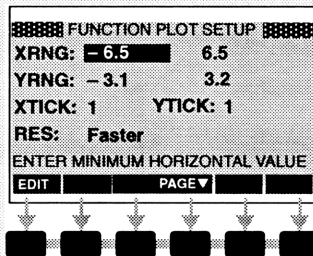 FUNCTION PLOT SETUP
XRNG: -6.5 6.5
YRNG: -3.1 3.2
XTICK: 1 YTICK: 1
RES: Faster
ENTER MINIMUM HORIZONTAL VALUE
EDIT PAGE▼